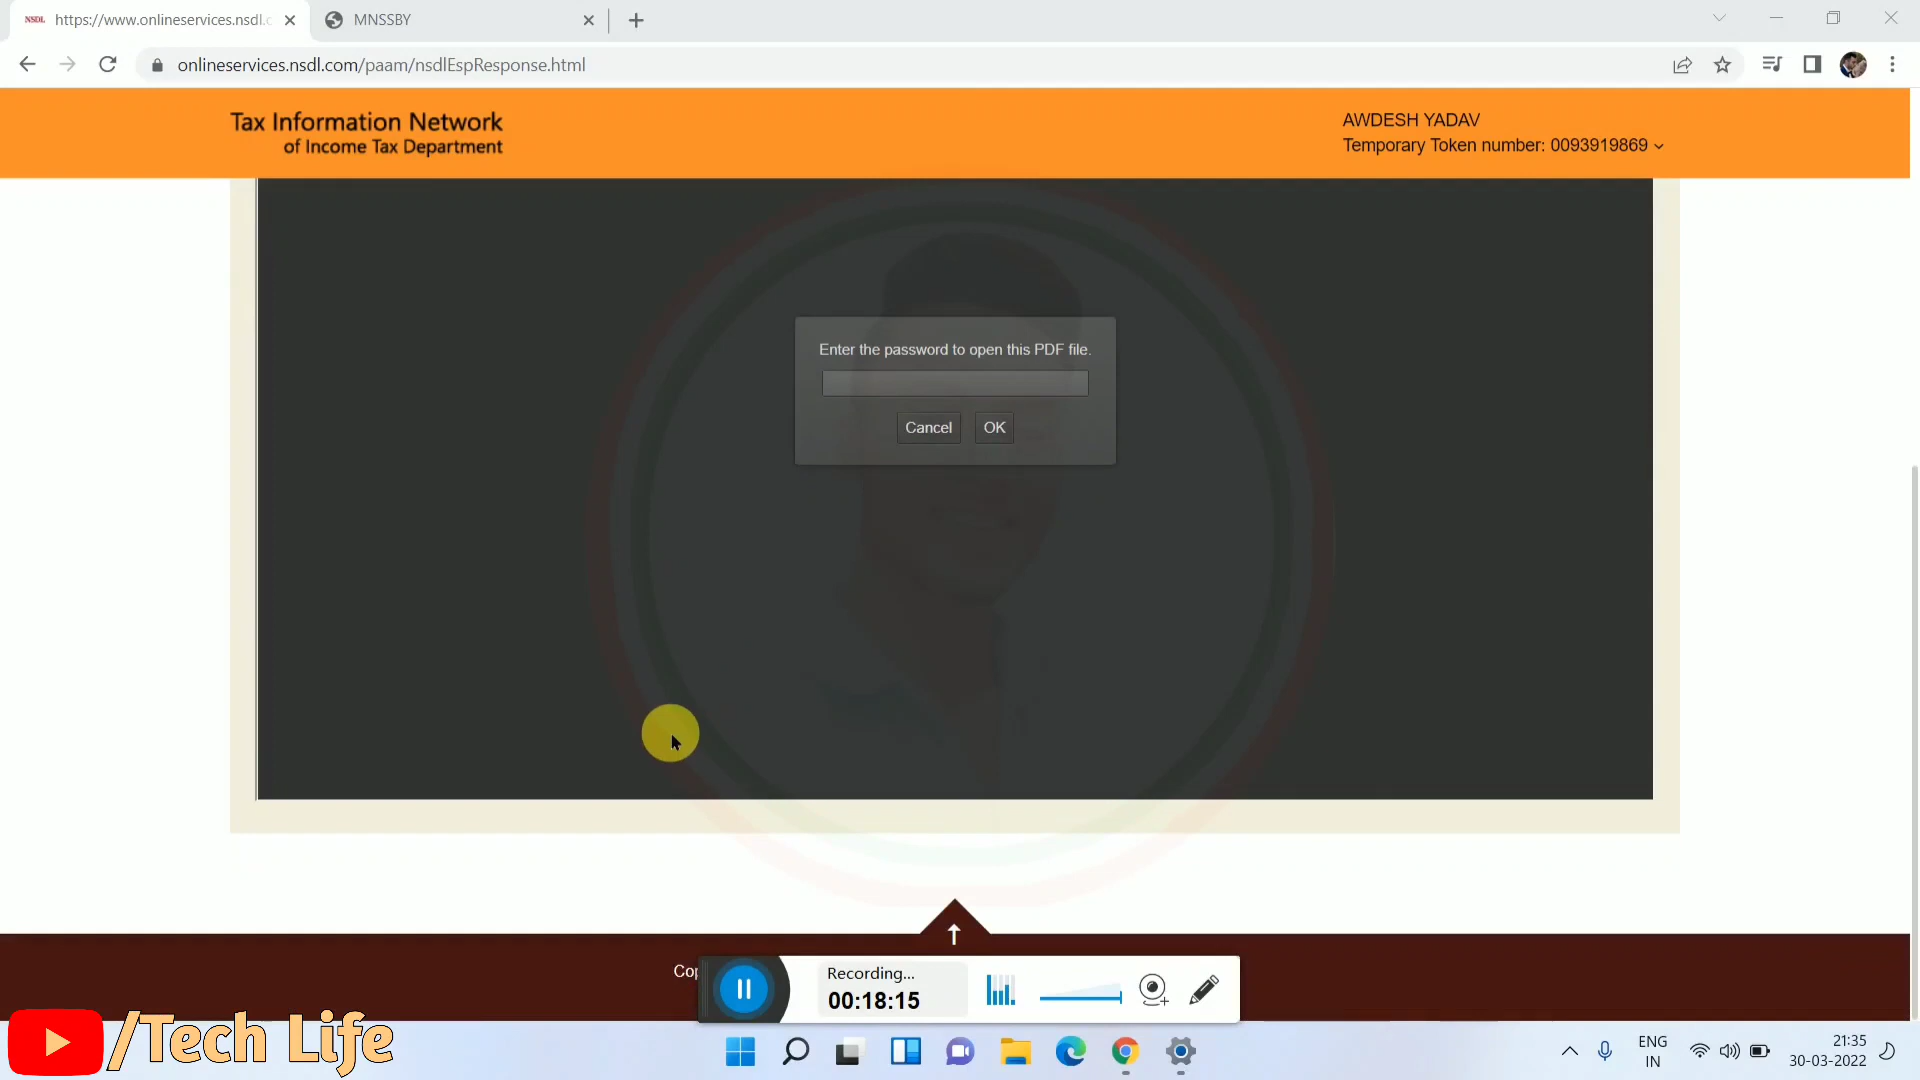 NSDL https://www.onlineservices.nsdl.c
MNSSBY
onlineservices.nsdl.com/paam/nsdlEspResponse.html
Tax Information Network
of Income Tax Department
AWDESH YADAV
Temporary Token number: 0093919869
Enter the password to open this PDF file.
Cancel OK
Recording...
00:18:15
/Tech Life
ENG
IN
21:35
30-03-2022